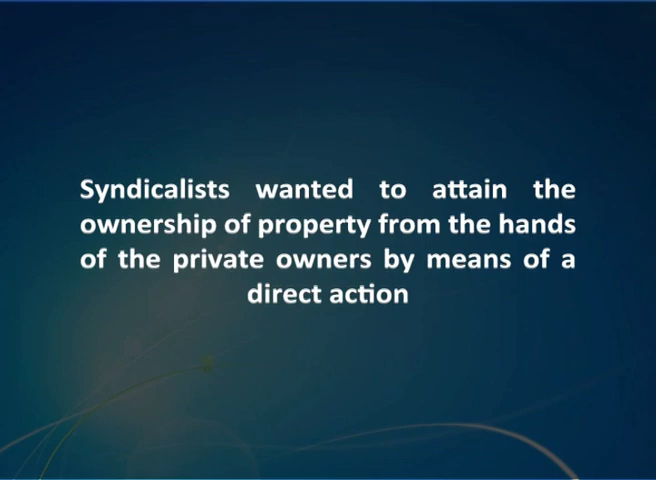 Syndicalists wanted to attain the
ownership of property from the hands
of the private owners by means of a
direct action